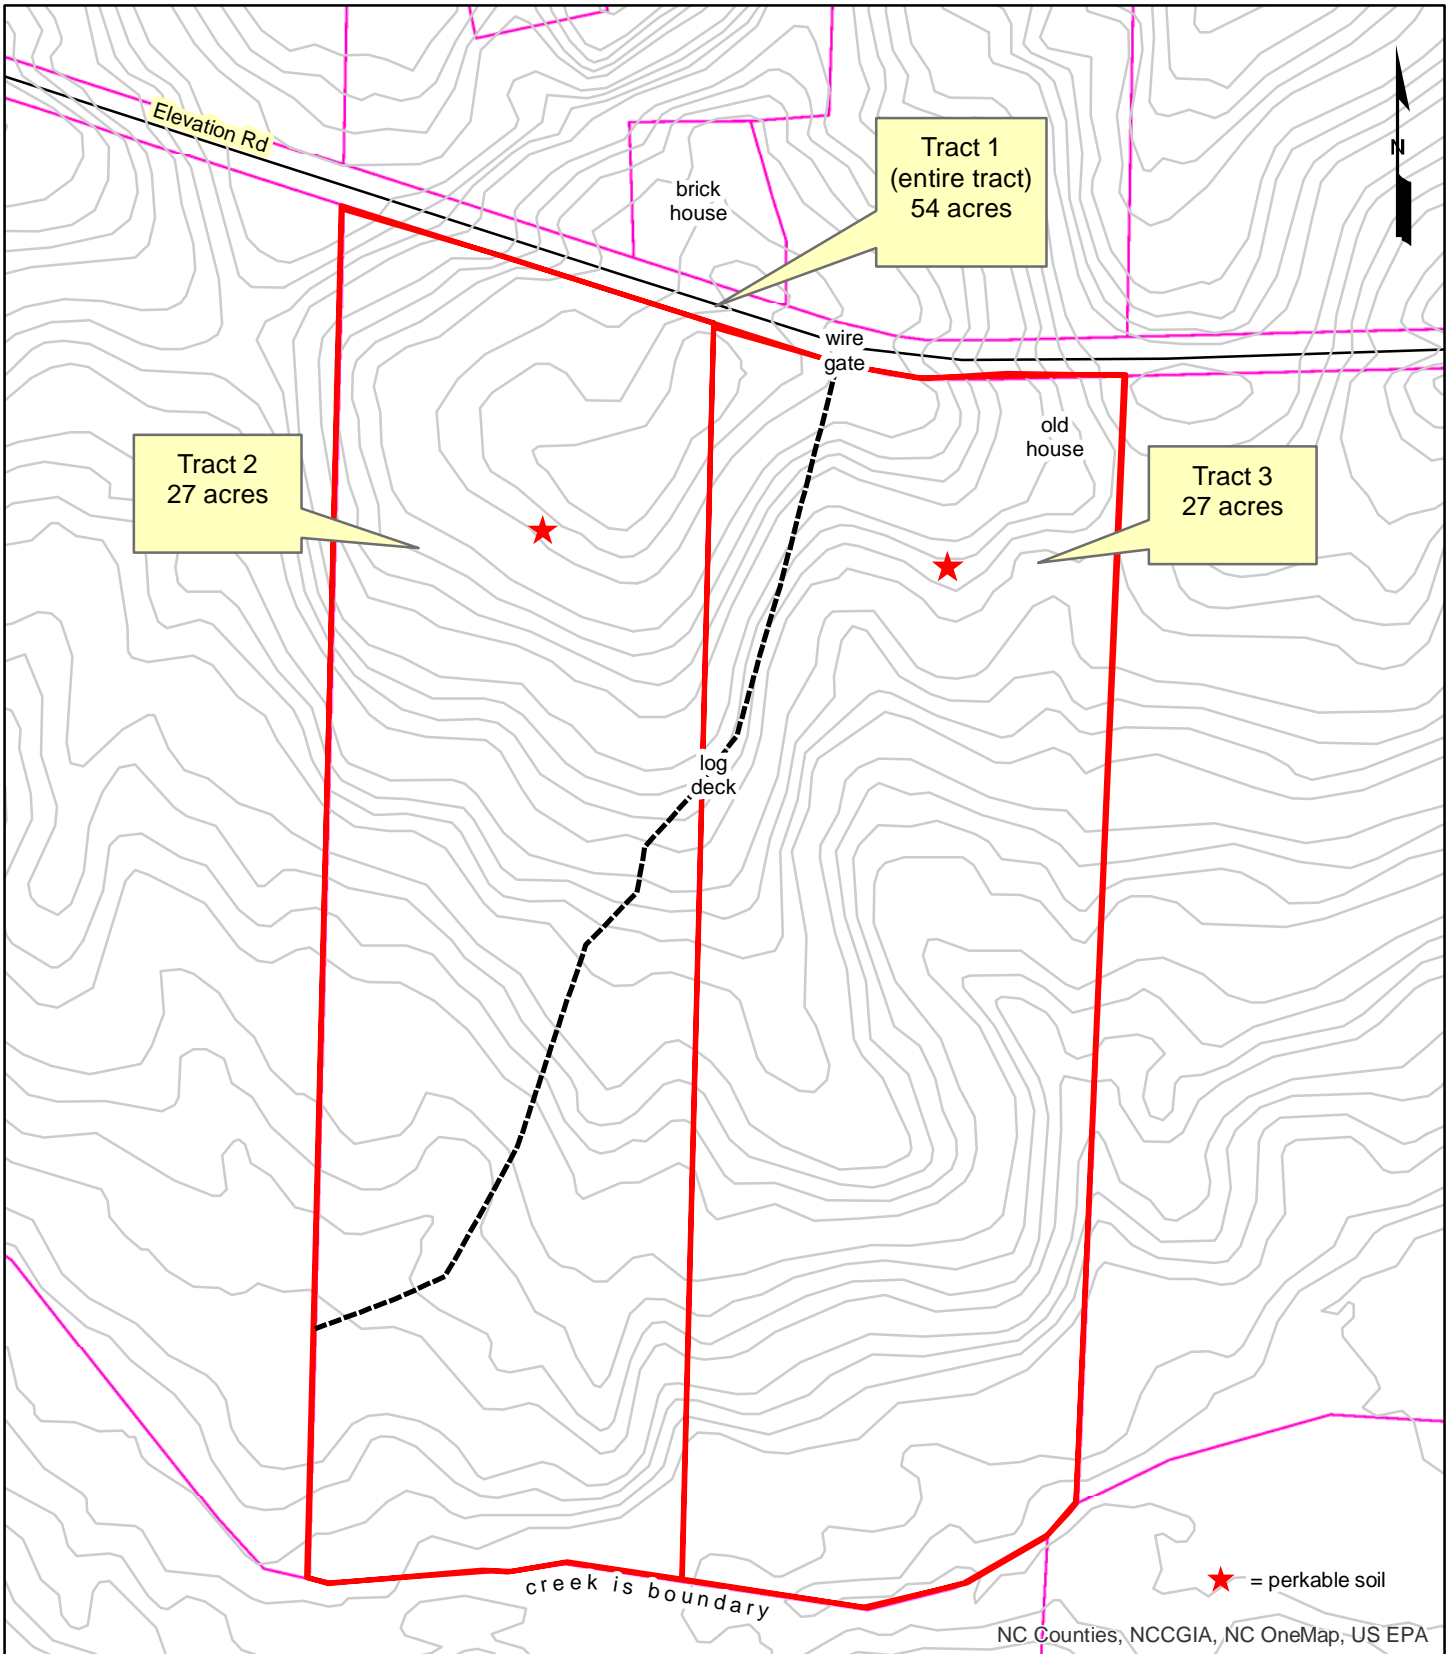 Elevation Rd
N
Tract 1
(entire tract)
54 acres
brick
house
wire
gate
old
house
Tract 2
27 acres
Tract 3
27 acres
log
deck
creek is boundary
= perkable soil
NC Counties, NCCGIA, NC OneMap, US EPA